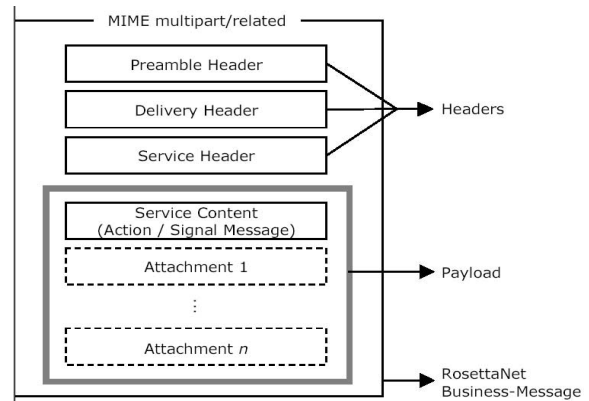 MIME multipart/related
Preamble Header
Delivery Header
Service Header
Headers
Service Content
(Action / Signal Message)
Attachment 1
⋮
Attachment n
Payload
RosettaNet
Business-Message